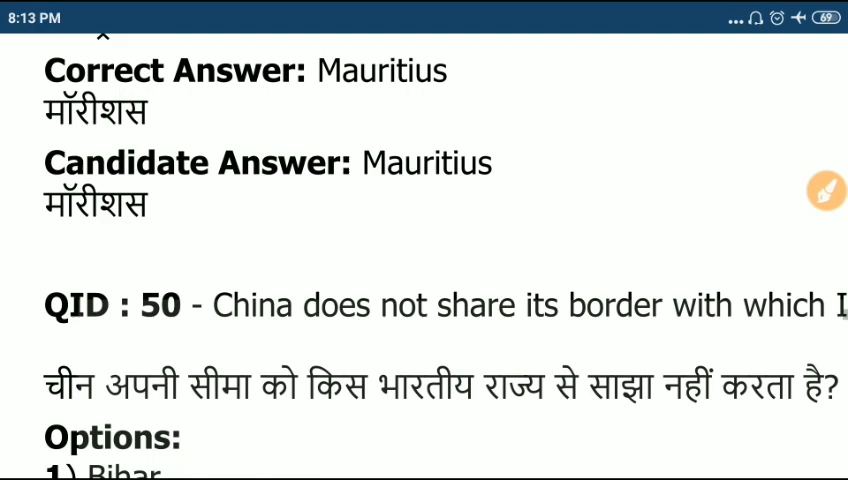 8:13 PM
69
Correct Answer: Mauritius
मॉरीशस
Candidate Answer: Mauritius
मॉरीशस
QID : 50 - China does not share its border with which I
चीन अपनी सीमा को किस भारतीय राज्य से साझा नहीं करता है?
Options:
1) Bihar